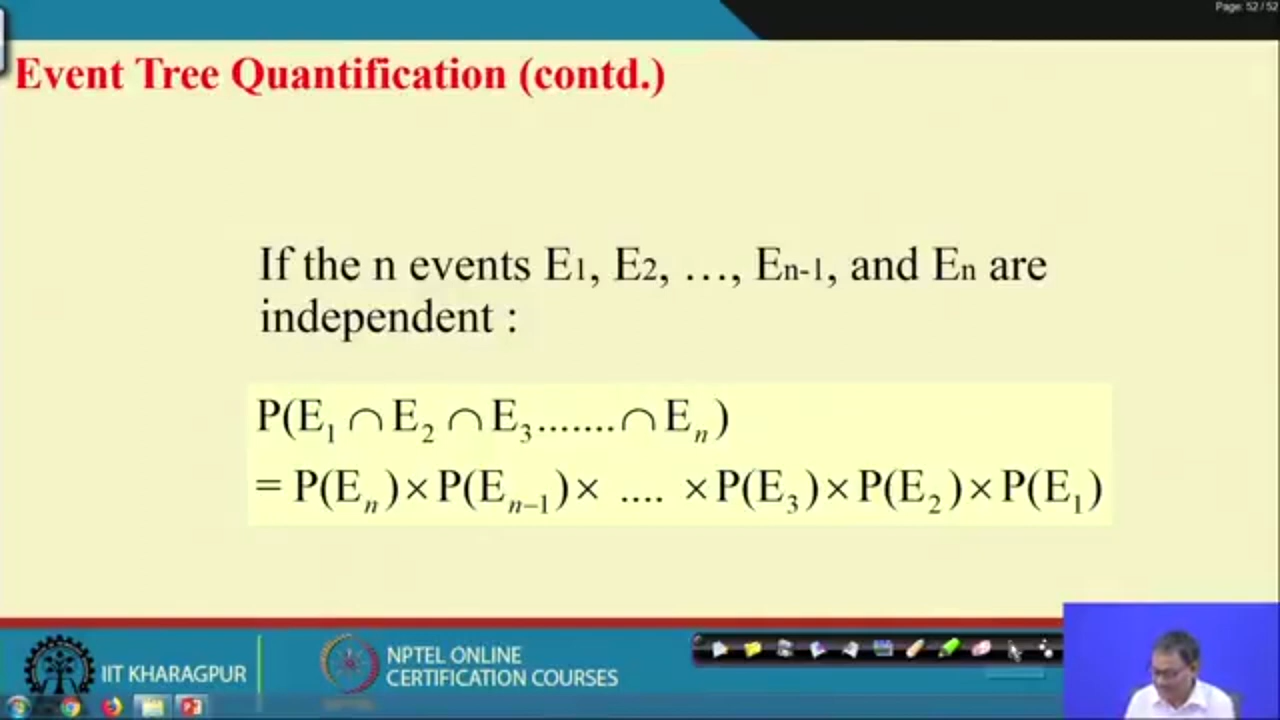 Page: 52 / 52
Event Tree Quantification (contd.)
If the n events E1, E2, …, En-1, and En are
independent :
P(E₁ ∩ E₂ ∩ E₃ ....... ∩ Eₙ)
= P(Eₙ) × P(Eₙ₋₁) × .... × P(E₃) × P(E₂) × P(E₁)
IIT KHARAGPUR
NPTEL ONLINE
CERTIFICATION COURSES